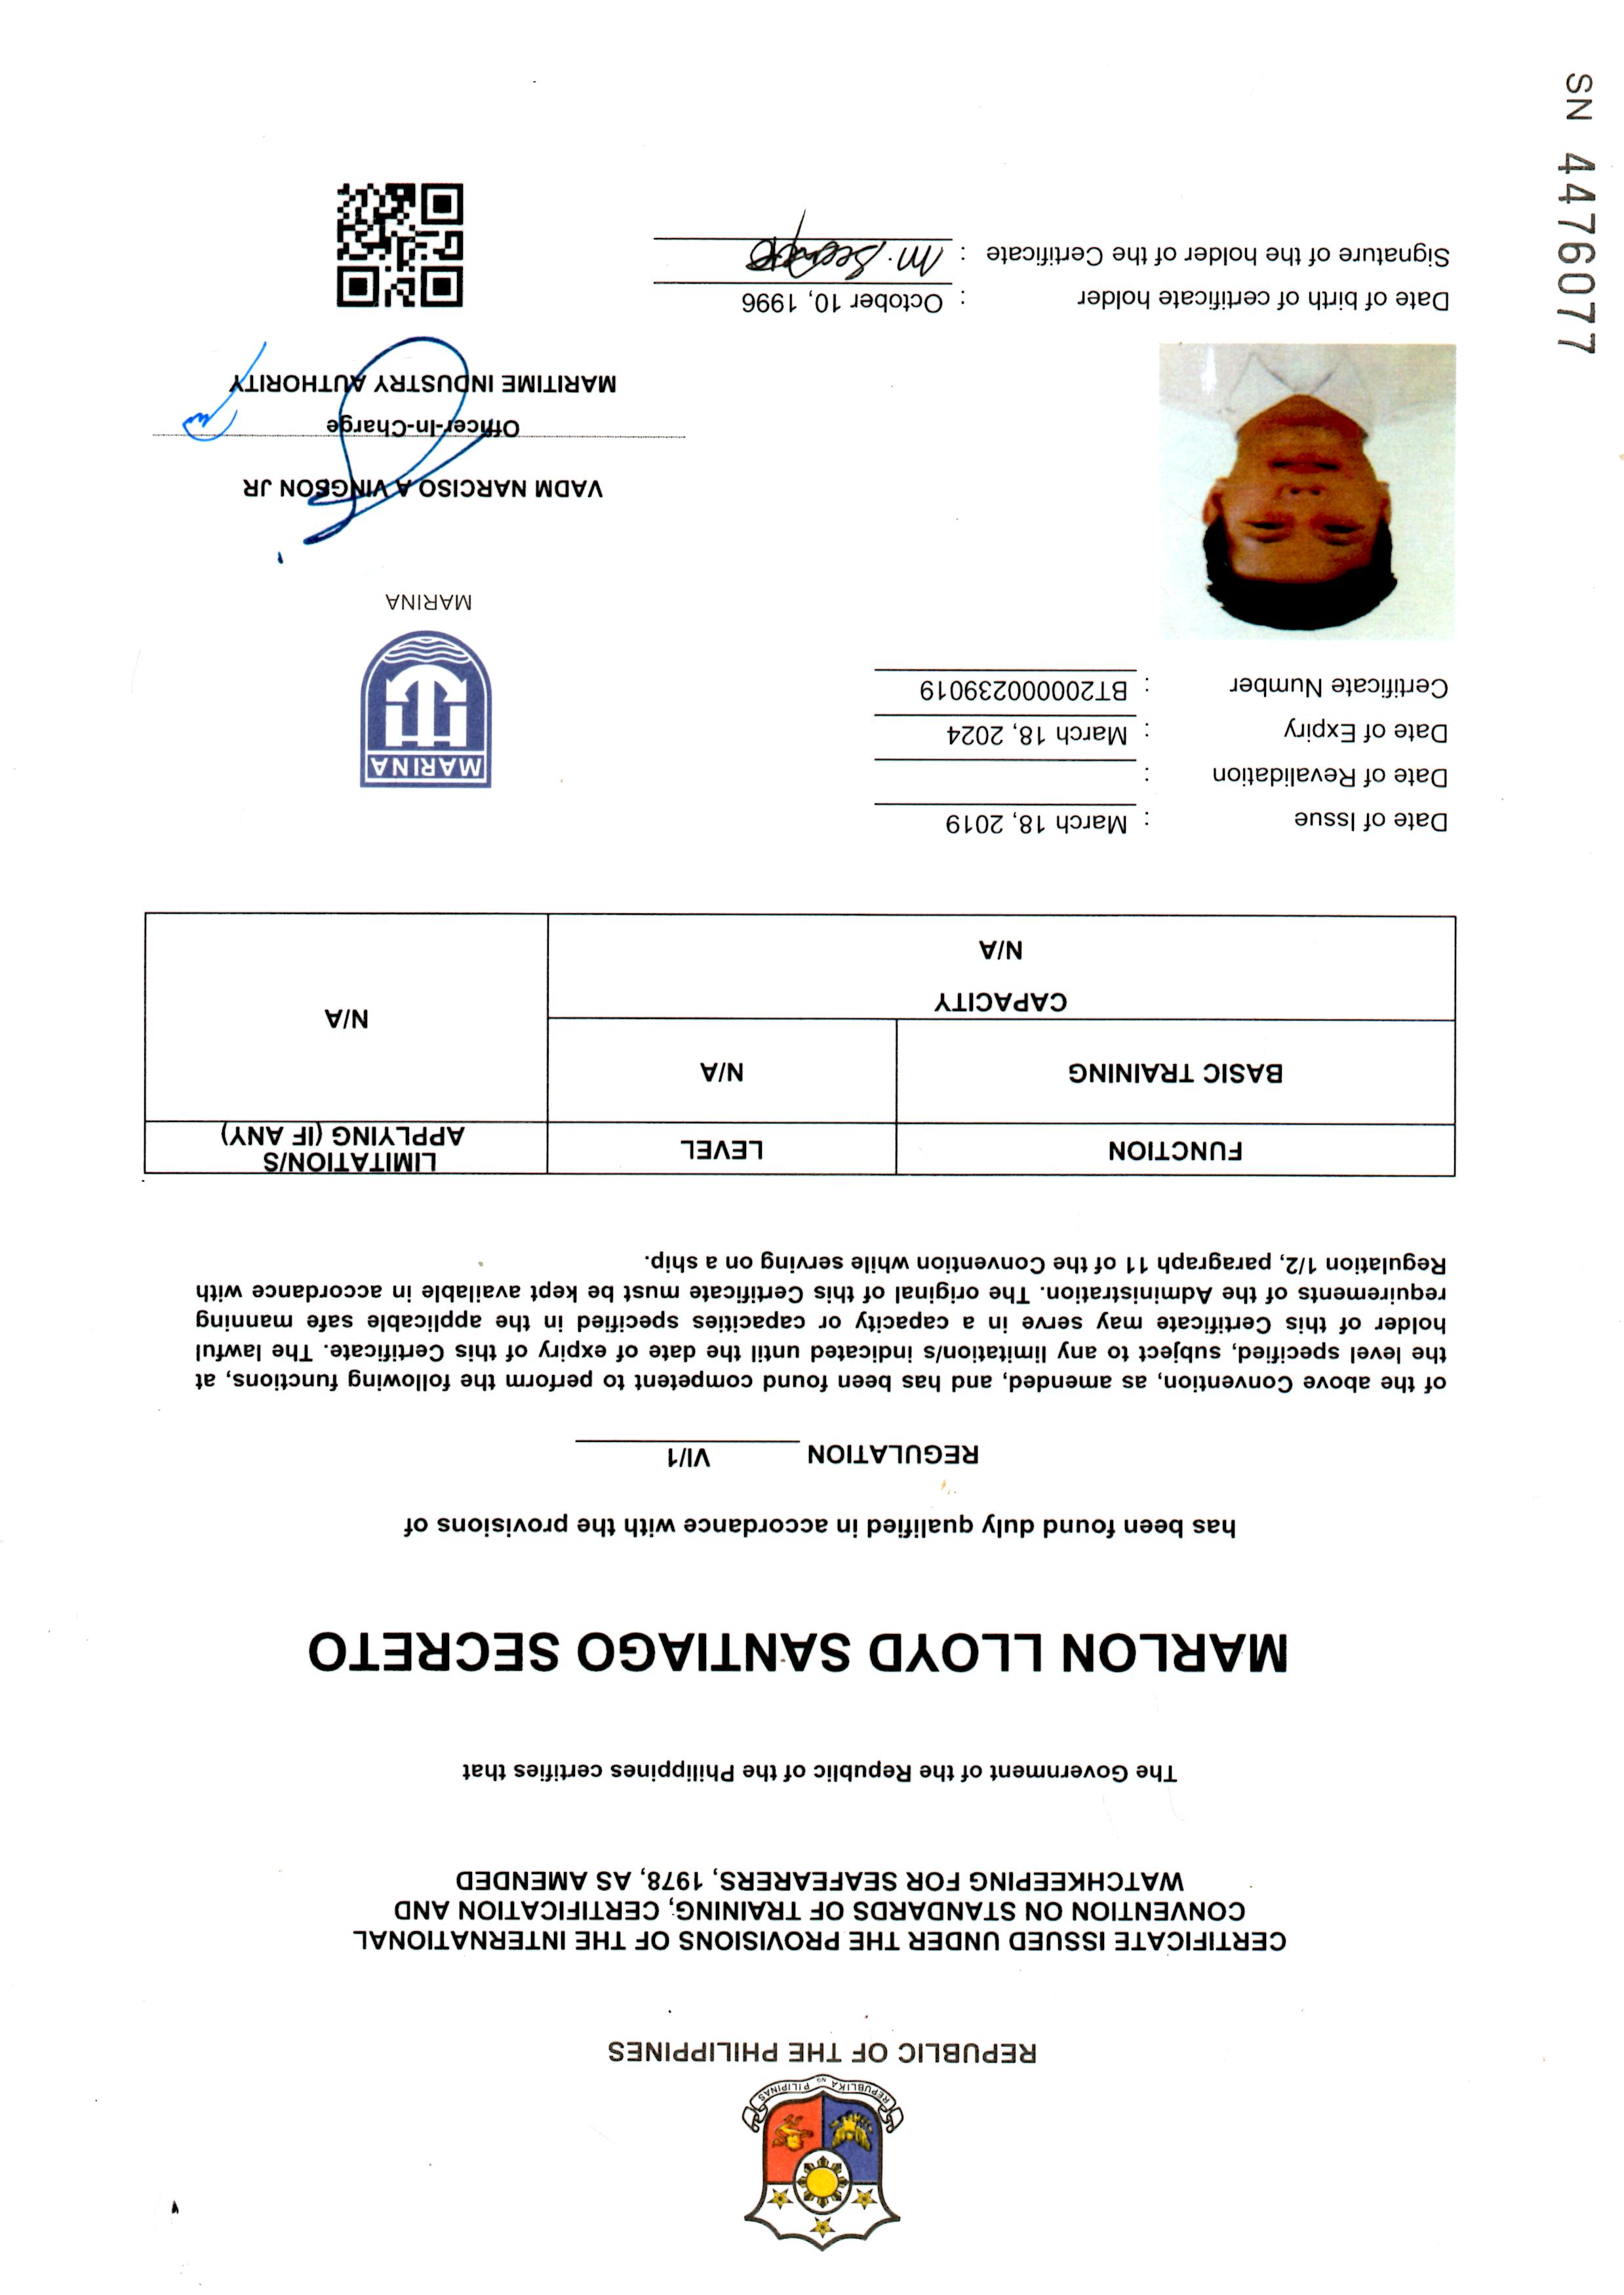 REPUBLIKA NG PILIPINAS
REPUBLIC OF THE PHILIPPINES
CERTIFICATE ISSUED UNDER THE PROVISIONS OF THE INTERNATIONAL
CONVENTION ON STANDARDS OF TRAINING, CERTIFICATION AND
WATCHKEEPING FOR SEAFEARERS, 1978, AS AMENDED
The Government of the Republic of the Philippines certifies that
MARLON LLOYD SANTIAGO SECRETO
has been found duly qualified in accordance with the provisions of
REGULATION VI/1
of the above Convention, as amended, and has been found competent to perform the following functions, at
the level specified, subject to any limitation/s indicated until the date of expiry of this Certificate. The lawful
holder of this Certificate may serve in a capacity or capacities specified in the applicable safe manning
requirements of the Administration. The original of this Certificate must be kept available in accordance with
Regulation 1/2, paragraph 11 of the Convention while serving on a ship.
FUNCTION LEVEL LIMITATION/S
APPLYING (IF ANY)
BASIC TRAINING N/A
N/A
CAPACITY
N/A
Date of Issue : March 18, 2019
Date of Revalidation :
Date of Expiry : March 18, 2024
Certificate Number : BT200000239019
MARINA
MARINA
VADM NARCISO A VINGSON JR
Officer-In-Charge
MARITIME INDUSTRY AUTHORITY
Date of birth of certificate holder : October 10, 1996
Signature of the holder of the Certificate : M. Secreto
SN 4476077